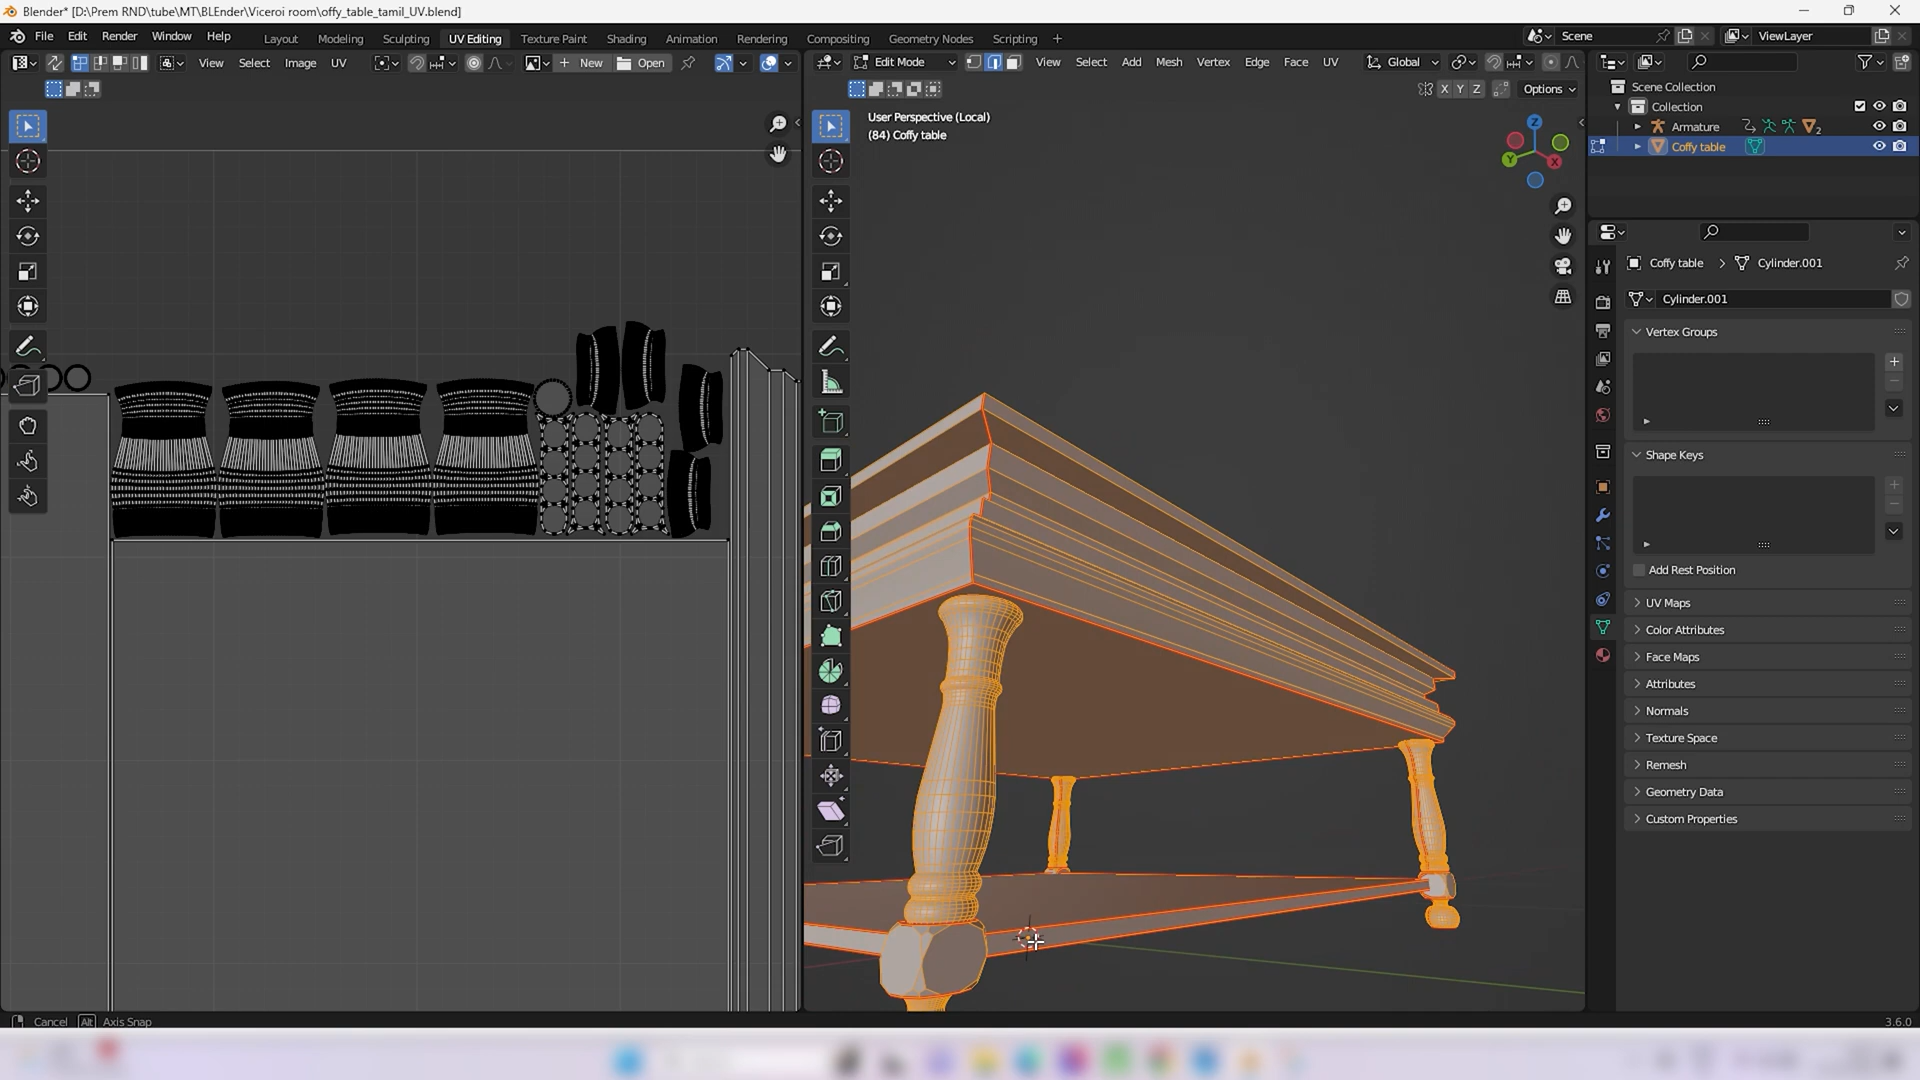 Blender* [D:\Prem RND\tube\MT\BLEnder\Viceroi room\offy_table_tamil_UV.blend]
File Edit Render Window Help
Layout Modeling Sculpting UV Editing Texture Paint Shading Animation Rendering Compositing Geometry Nodes Scripting +
Scene
ViewLayer
View Select Image UV
New
Open
Edit Mode
View Select Add Mesh Vertex Edge Face UV
Global
X Y Z
Options
User Perspective (Local)
(84) Coffy table
Z
Y
X
Scene Collection
Collection
Armature
2
Coffy table
Coffy table > Cylinder.001
Cylinder.001
Vertex Groups
Shape Keys
Add Rest Position
UV Maps
Color Attributes
Face Maps
Attributes
Normals
Texture Space
Remesh
Geometry Data
Custom Properties
Cancel Alt Axis Snap
3.6.0